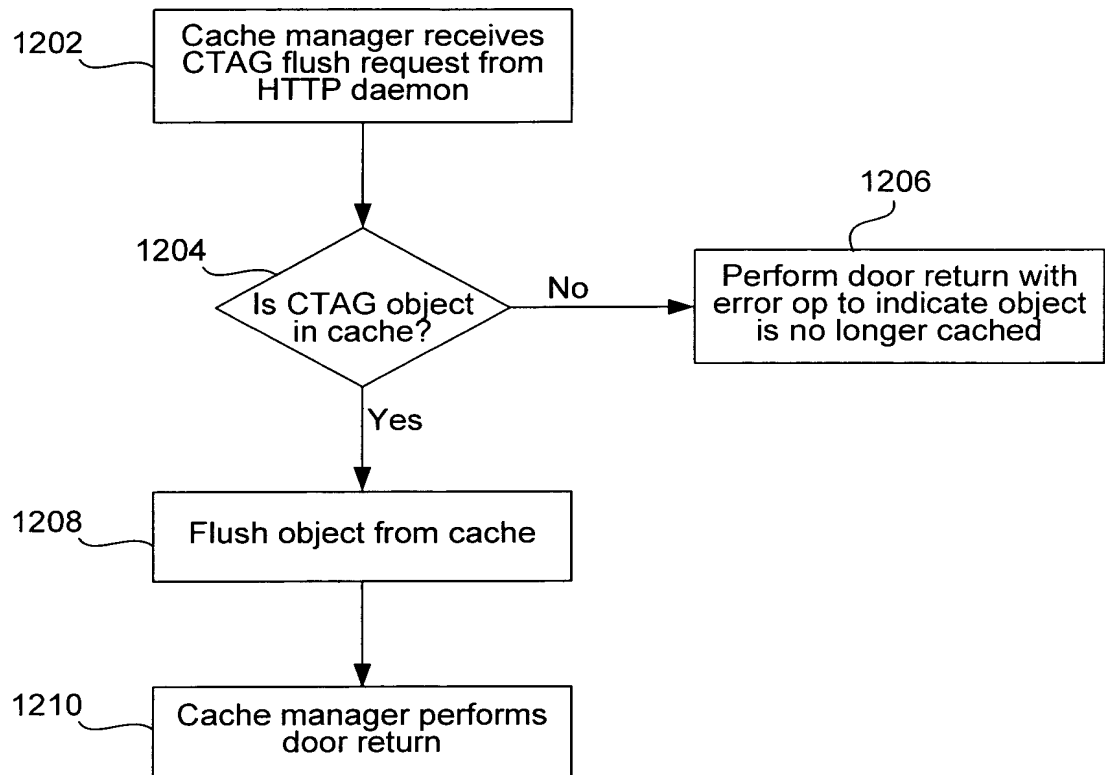 1202
Cache manager receives
CTAG flush request from
HTTP daemon
1206
1204
Is CTAG object
in cache?
No
Perform door return with
error op to indicate object
is no longer cached
Yes
1208
Flush object from cache
1210
Cache manager performs
door return